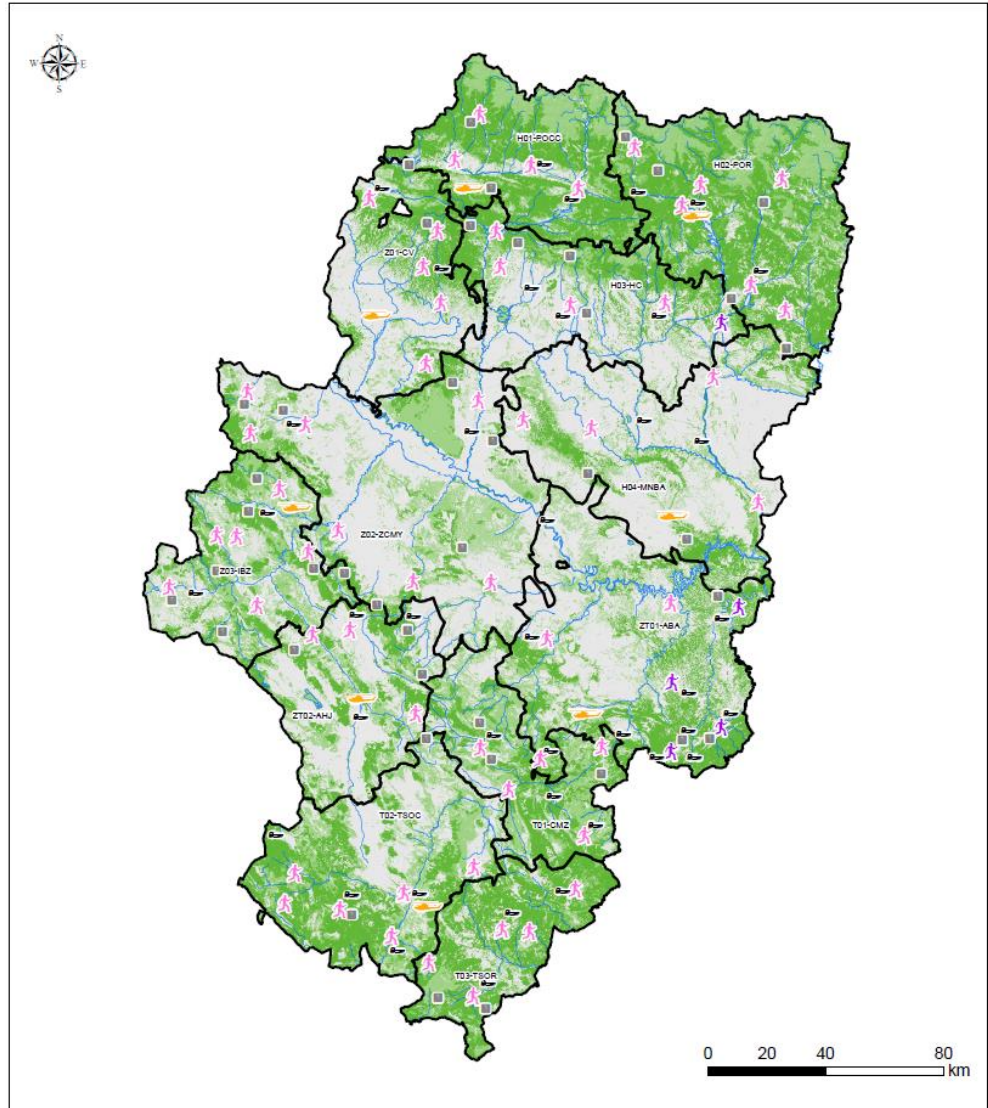 N
W E
S
H01-POCC
H02-POR
Z01-CV
H03-HC
H04-MNBA
Z02-ZCMY
Z03-IBZ
ZT01-ABA
ZT02-AHJ
T02-TSOC
T01-CMZ
T03-TSOR
0 20 40 80
km